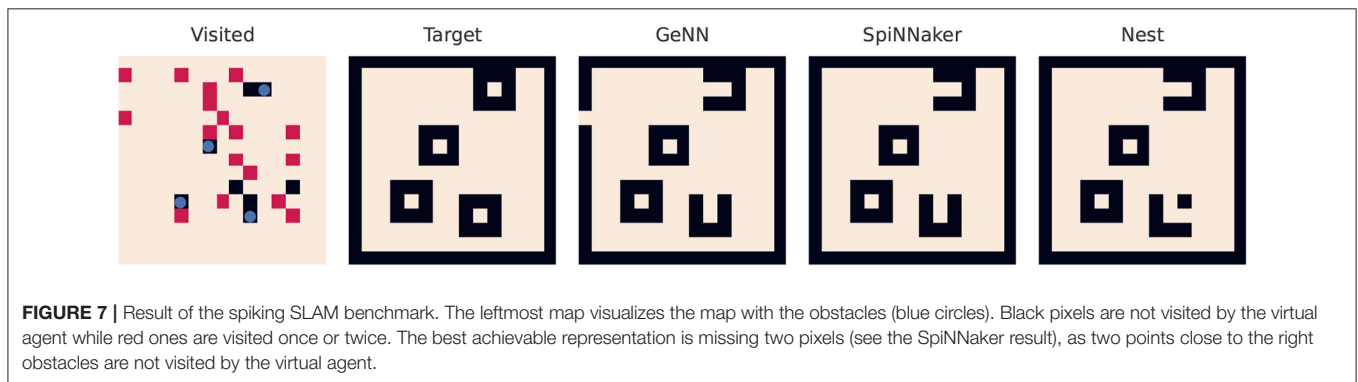 Visited Target GeNN SpiNNaker Nest
FIGURE 7 | Result of the spiking SLAM benchmark. The leftmost map visualizes the map with the obstacles (blue circles). Black pixels are not visited by the virtual
agent while red ones are visited once or twice. The best achievable representation is missing two pixels (see the SpiNNaker result), as two points close to the right
obstacles are not visited by the virtual agent.